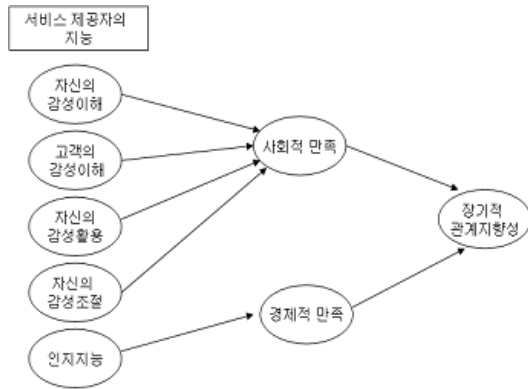 서비스 제공자의
지능
자신의
감성이해
고객의
감성이해
자신의
감성활용
자신의
감성조절
인지지능
사회적 만족
경제적 만족
장기적
관계지향성